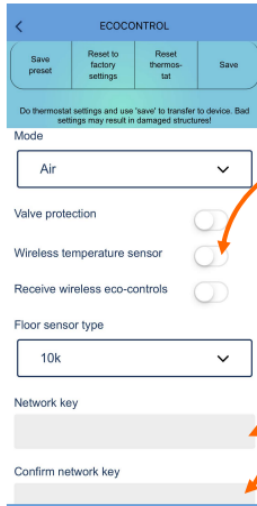 ECOCONTROL
Save preset
Reset to factory settings
Reset thermos-tat
Save
Do thermostat settings and use 'save' to transfer to device. Bad
settings may result in damaged structures!
Mode
Air
Valve protection
Wireless temperature sensor
Receive wireless eco-controls
Floor sensor type
10k
Network key
Confirm network key